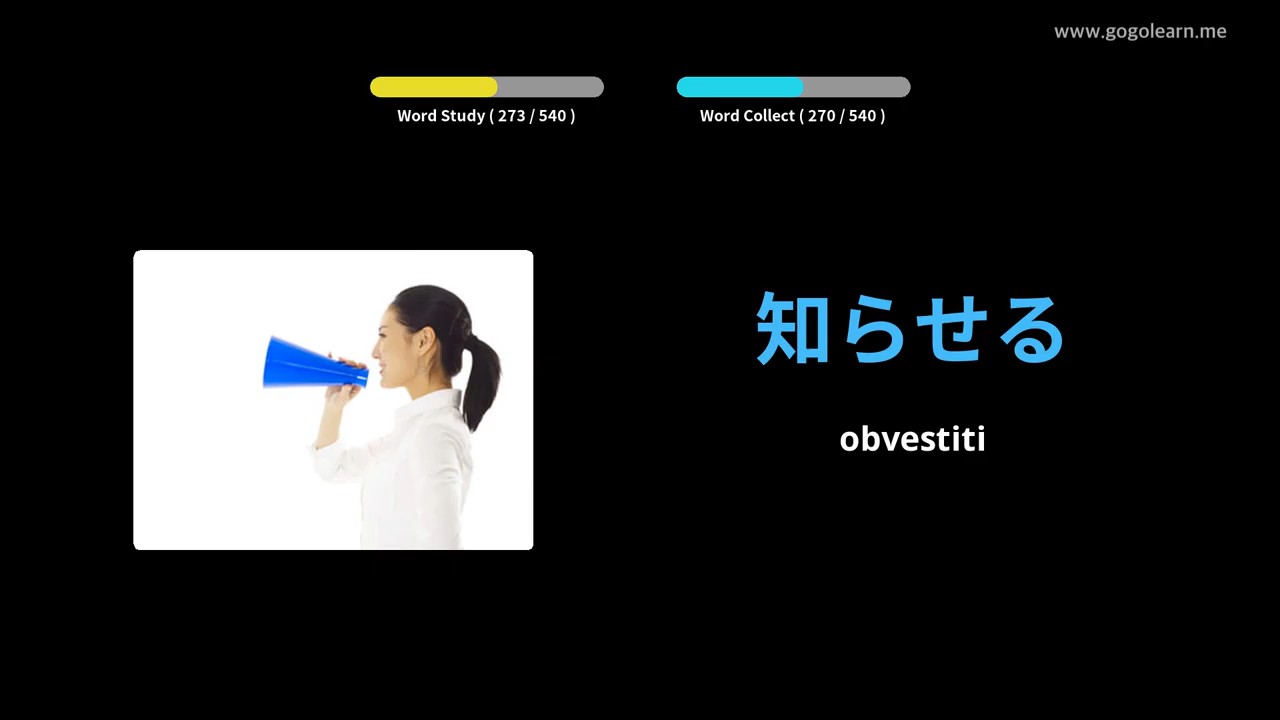 www.gogolearn.me
Word Study ( 273 / 540 )
Word Collect ( 270 / 540 )
知らせる
obvestiti